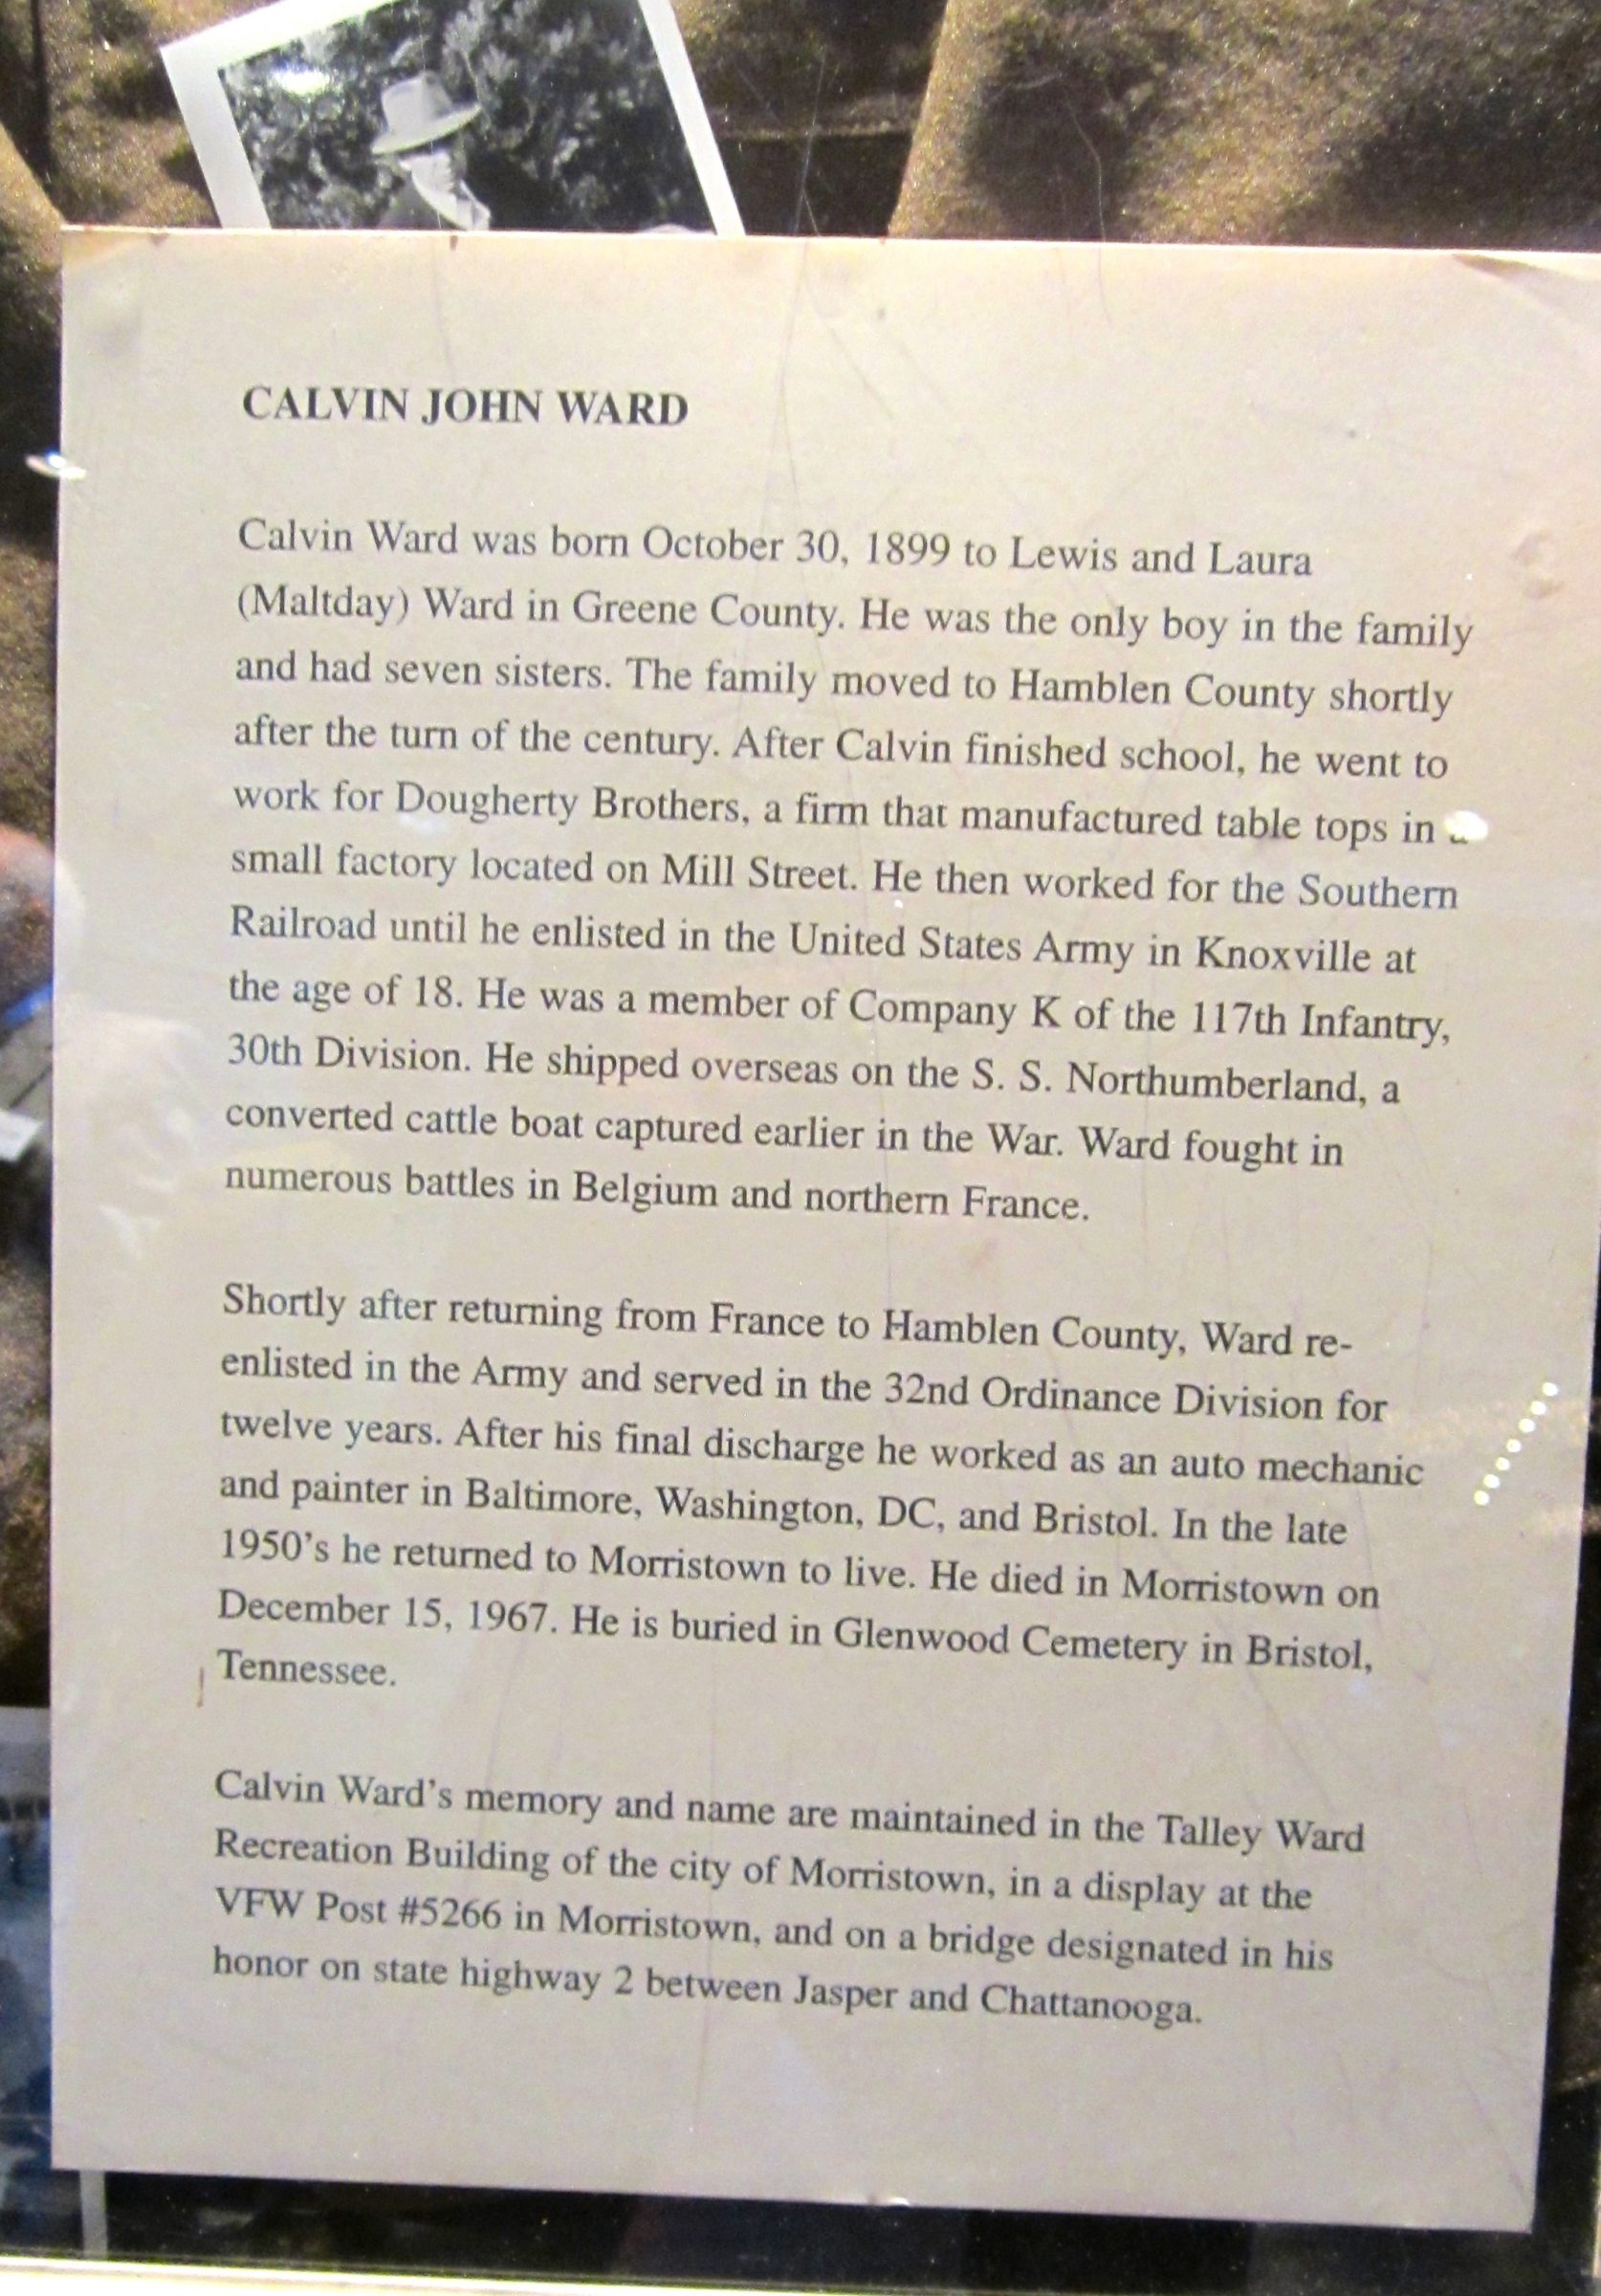 CALVIN JOHN WARD
Calvin Ward was born October 30, 1899 to Lewis and Laura
(Maltday) Ward in Greene County. He was the only boy in the family
and had seven sisters. The family moved to Hamblen County shortly
after the turn of the century. After Calvin finished school, he went to
work for Dougherty Brothers, a firm that manufactured table tops in a
small factory located on Mill Street. He then worked for the Southern
Railroad until he enlisted in the United States Army in Knoxville at
the age of 18. He was a member of Company K of the 117th Infantry,
30th Division. He shipped overseas on the S. S. Northumberland, a
converted cattle boat captured earlier in the War. Ward fought in
numerous battles in Belgium and northern France.
Shortly after returning from France to Hamblen County, Ward re-
enlisted in the Army and served in the 32nd Ordinance Division for
twelve years. After his final discharge he worked as an auto mechanic
and painter in Baltimore, Washington, DC, and Bristol. In the late
1950's he returned to Morristown to live. He died in Morristown on
December 15, 1967. He is buried in Glenwood Cemetery in Bristol,
Tennessee.
Calvin Ward's memory and name are maintained in the Talley Ward
Recreation Building of the city of Morristown, in a display at the
VFW Post #5266 in Morristown, and on a bridge designated in his
honor on state highway 2 between Jasper and Chattanooga.